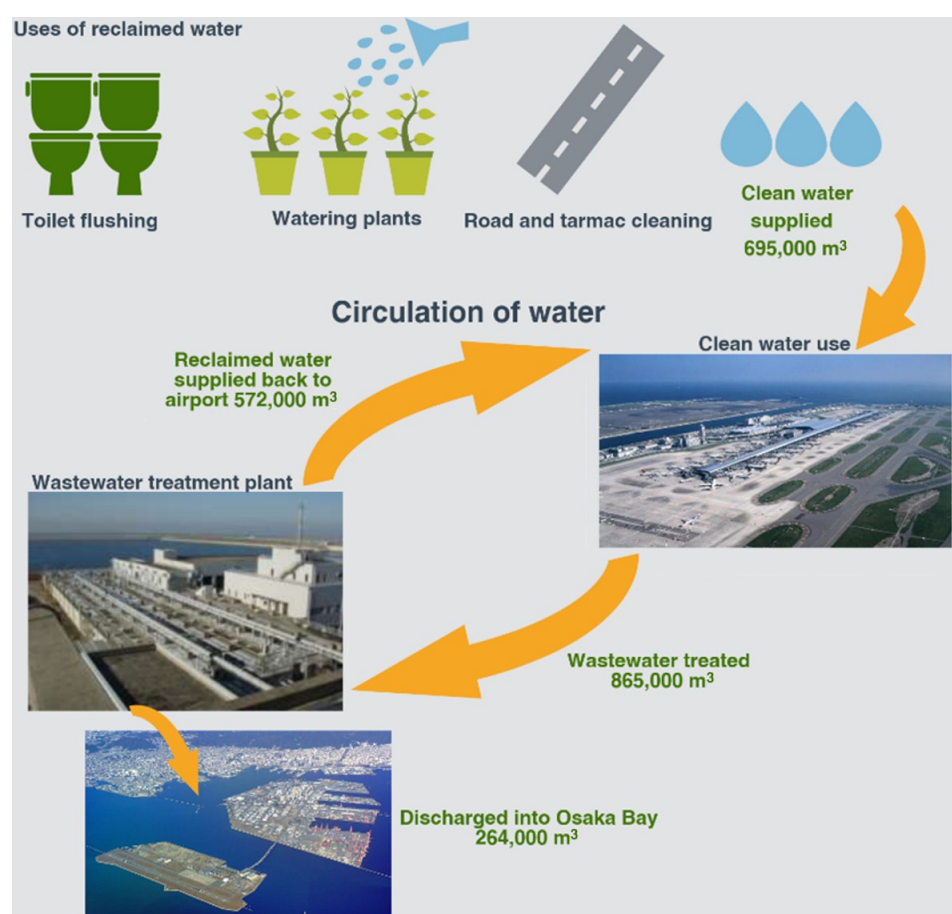 Uses of reclaimed water
Toilet flushing
Watering plants
Road and tarmac cleaning
Clean water
supplied
695,000 m³
Circulation of water
Clean water use
Reclaimed water
supplied back to
airport 572,000 m³
Wastewater treatment plant
Wastewater treated
865,000 m³
Discharged into Osaka Bay
264,000 m³